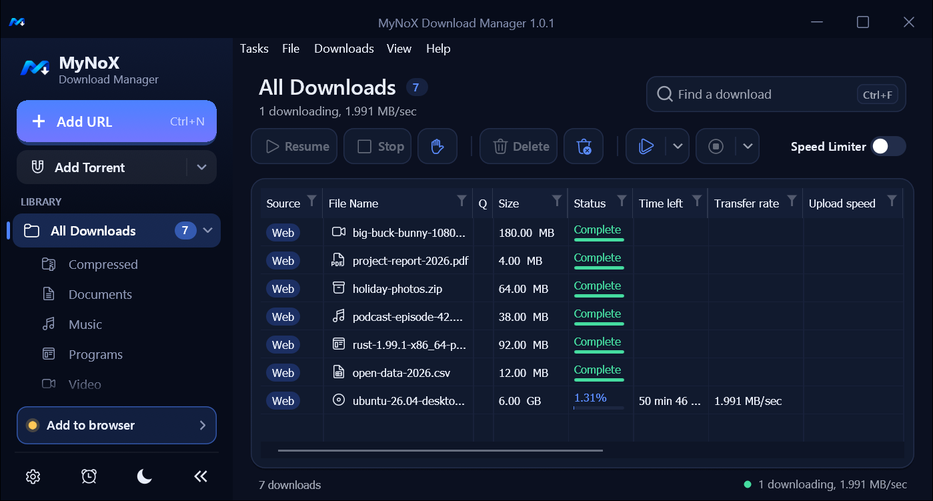 MyNoX Download Manager 1.0.1
MyNoX
Download Manager
Add URL Ctrl+N
Add Torrent
LIBRARY
All Downloads 7
Compressed
Documents
Music
Programs
Video
Add to browser
Tasks File Downloads View Help
All Downloads 7
1 downloading, 1.991 MB/sec
Find a download Ctrl+F
Resume Stop Delete Speed Limiter
Source File Name Q Size Status Time left Transfer rate Upload speed
Web big-buck-bunny-1080... 180.00 MB Complete
Web project-report-2026.pdf 4.00 MB Complete
Web holiday-photos.zip 64.00 MB Complete
Web podcast-episode-42.... 38.00 MB Complete
Web rust-1.99.1-x86_64-p... 92.00 MB Complete
Web open-data-2026.csv 12.00 MB Complete
Web ubuntu-26.04-deskto... 6.00 GB 1.31% 50 min 46 ... 1.991 MB/sec
7 downloads
1 downloading, 1.991 MB/sec